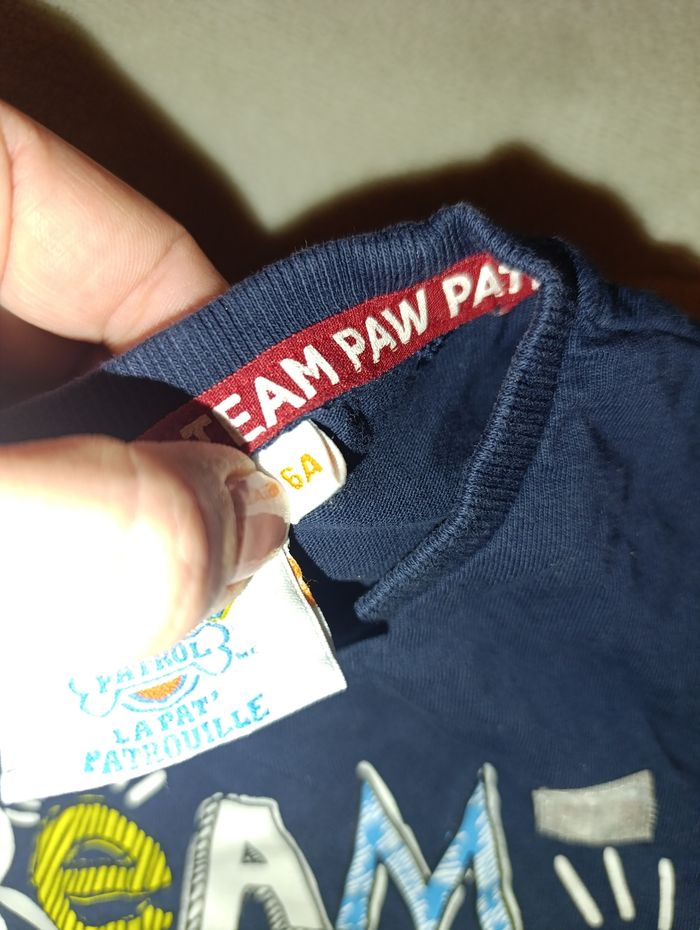 TEAM PAW PAT
6A
PATROL
LA PAT'
PATROUILLE
EAM